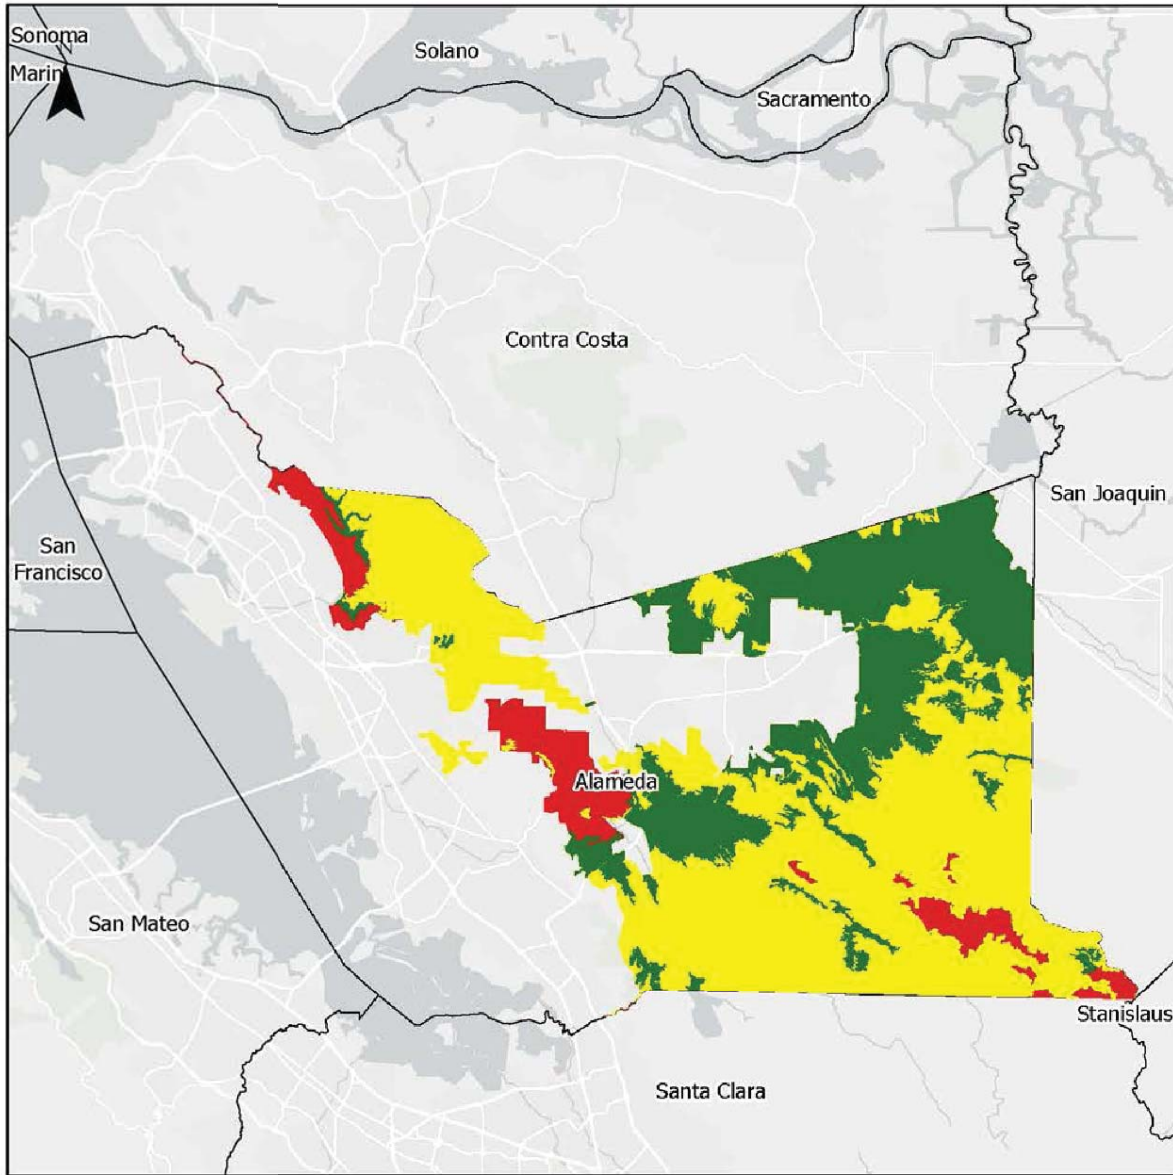 Sonoma
N
Marin
Solano
Sacramento
Contra Costa
San Joaquin
San
Francisco
Alameda
San Mateo
Stanislaus
Santa Clara